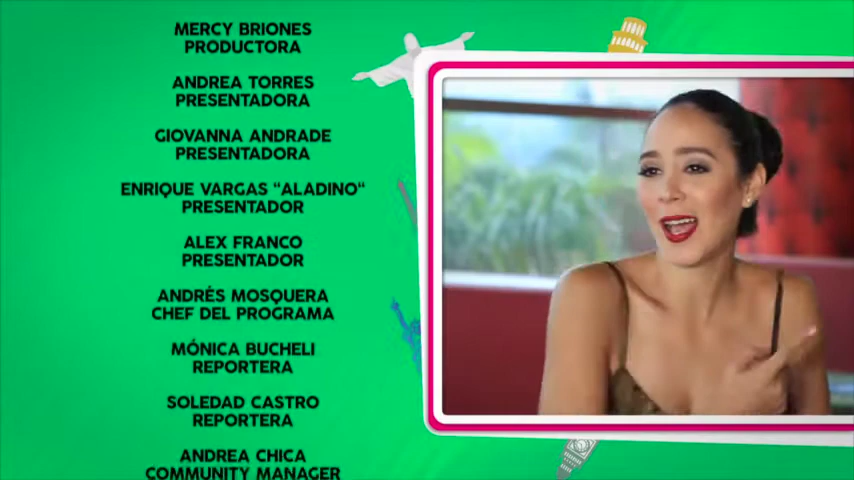 MERCY BRIONES
PRODUCTORA
ANDREA TORRES
PRESENTADORA
GIOVANNA ANDRADE
PRESENTADORA
ENRIQUE VARGAS "ALADINO"
PRESENTADOR
ALEX FRANCO
PRESENTADOR
ANDRÉS MOSQUERA
CHEF DEL PROGRAMA
MÓNICA BUCHELI
REPORTERA
SOLEDAD CASTRO
REPORTERA
ANDREA CHICA
COMMUNITY MANAGER